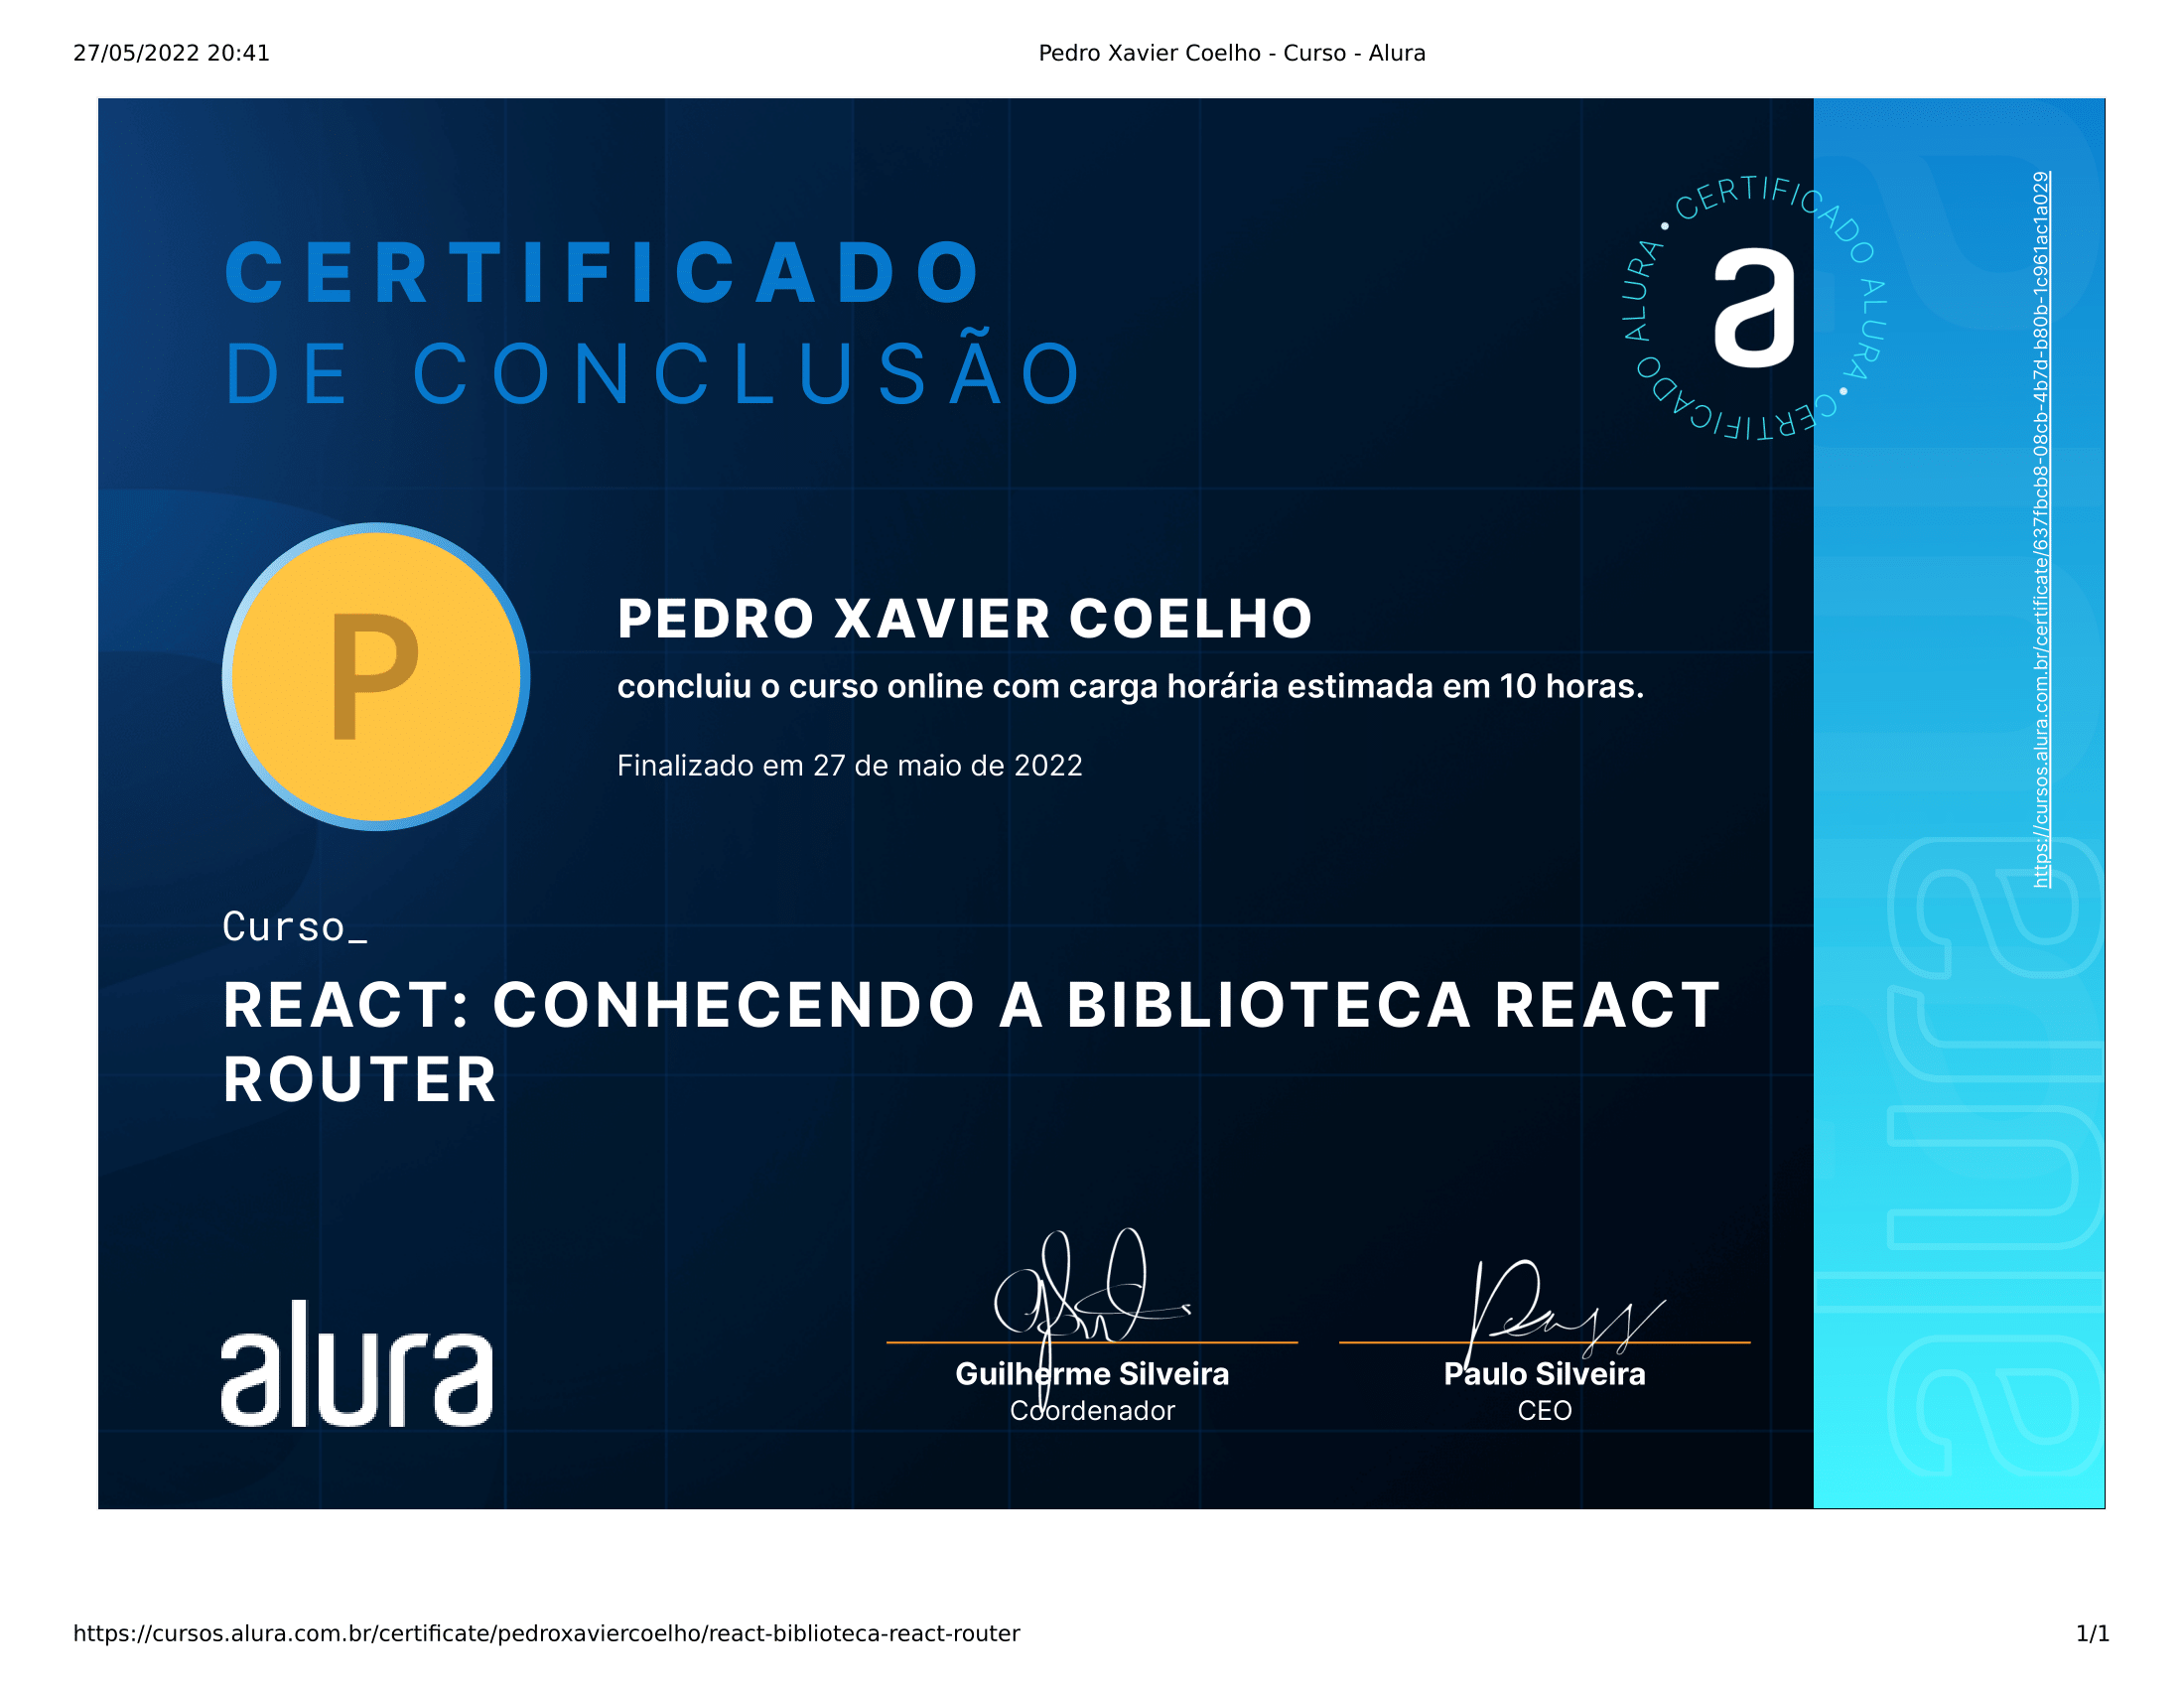 27/05/2022 20:41
Pedro Xavier Coelho - Curso - Alura
CERTIFICADO
DE CONCLUSÃO
CERTIFICADO ALURA • CERTIFICADO ALURA •
a
https://cursos.alura.com.br/certificate/637fbcb8-08cb-4b7d-b80b-1c961ac1a029
P
PEDRO XAVIER COELHO
concluiu o curso online com carga horária estimada em 10 horas.
Finalizado em 27 de maio de 2022
Curso_
REACT: CONHECENDO A BIBLIOTECA REACT
ROUTER
alura
alura
Guilherme Silveira
Coordenador
Paulo Silveira
CEO
https://cursos.alura.com.br/certificate/pedroxaviercoelho/react-biblioteca-react-router
1/1